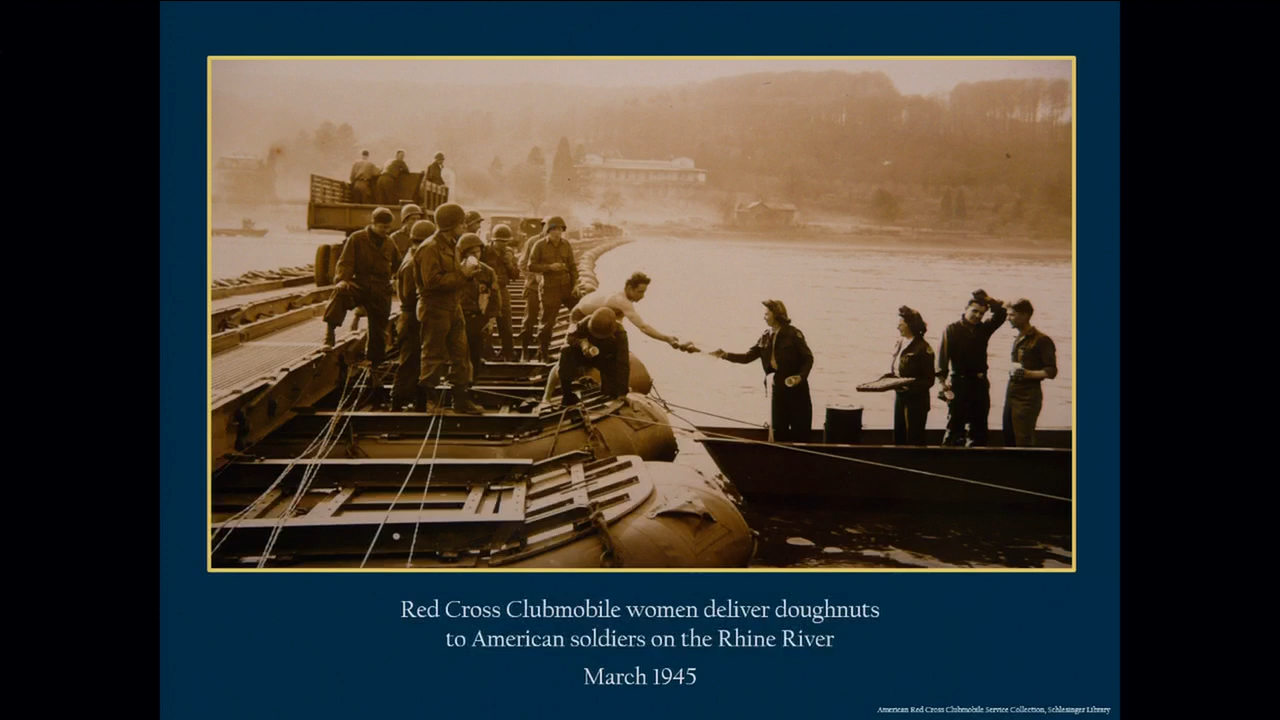 Red Cross Clubmobile women deliver doughnuts
to American soldiers on the Rhine River
March 1945
American Red Cross Clubmobile Service Collection, Schlesinger Library